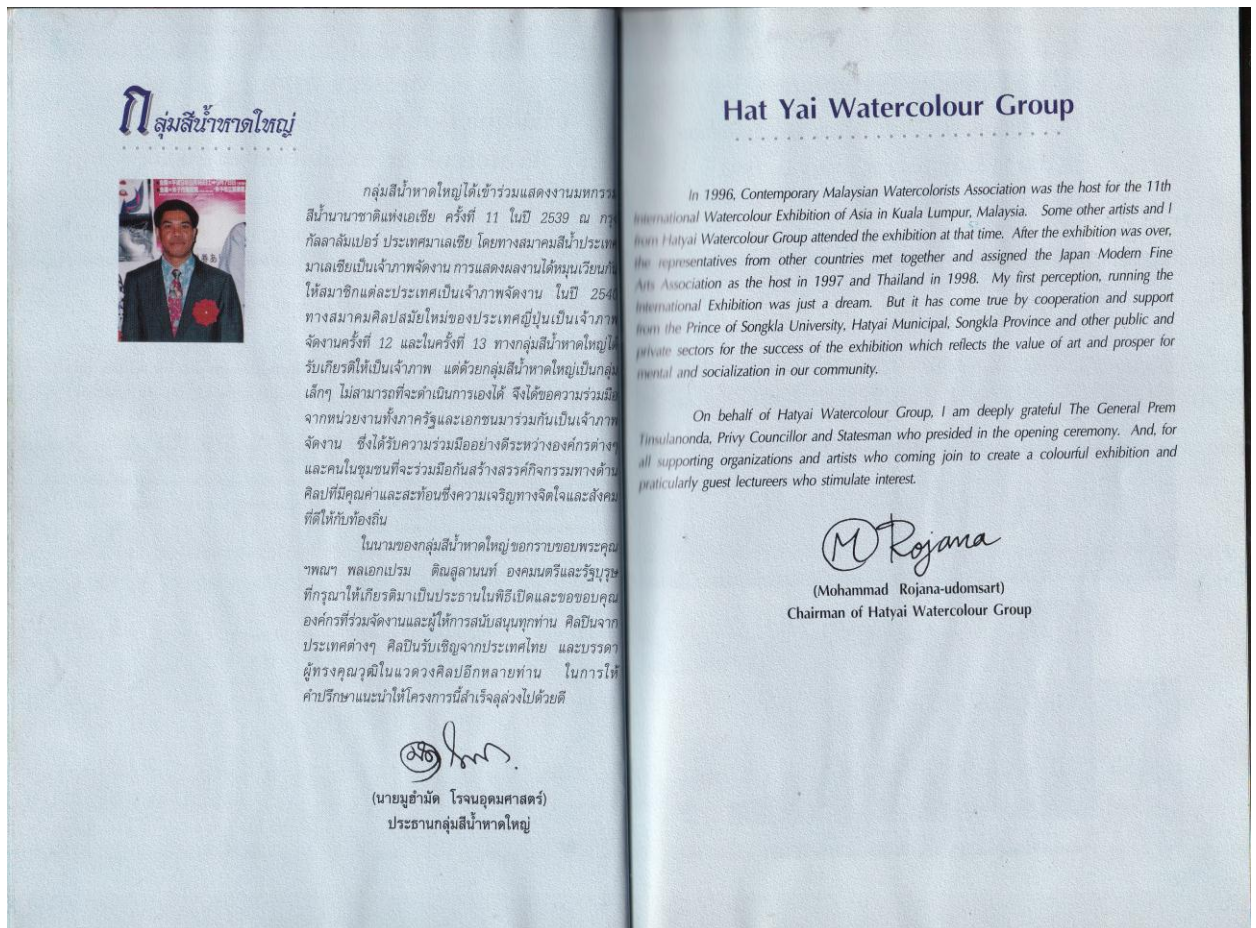 กลุ่มสีน้ำหาดใหญ่
กลุ่มสีน้ำหาดใหญ่ได้เข้าร่วมแสดงงานมหกรรม
สีน้ำนานาชาติแห่งเอเชีย ครั้งที่ 11 ในปี 2539 ณ กรุง
กัลลาลัมเปอร์ ประเทศมาเลเซีย โดยทางสมาคมสีน้ำประเทศ
มาเลเซียเป็นเจ้าภาพจัดงาน การแสดงผลงานได้หมุนเวียนกัน
ให้สมาชิกแต่ละประเทศเป็นเจ้าภาพจัดงาน ในปี 2540
ทางสมาคมศิลปสมัยใหม่ของประเทศญี่ปุ่นเป็นเจ้าภาพ
จัดงานครั้งที่ 12 และในครั้งที่ 13 ทางกลุ่มสีน้ำหาดใหญ่ได้
รับเกียรติให้เป็นเจ้าภาพ แต่ด้วยกลุ่มสีน้ำหาดใหญ่เป็นกลุ่ม
เล็กๆ ไม่สามารถที่จะดำเนินการเองได้ จึงได้ขอความร่วมมือ
จากหน่วยงานทั้งภาครัฐและเอกชนมาร่วมกันเป็นเจ้าภาพ
จัดงาน ซึ่งได้รับความร่วมมืออย่างดีระหว่างองค์กรต่างๆ
และคนในชุมชนที่จะร่วมมือกันสร้างสรรค์กิจกรรมทางด้าน
ศิลปที่มีคุณค่าและสะท้อนซึ่งความเจริญทางจิตใจและสังคม
ที่ดีให้กับท้องถิ่น
ในนามของกลุ่มสีน้ำหาดใหญ่ ขอกราบขอบพระคุณ
ฯพณฯ พลเอกเปรม ติณสูลานนท์ องคมนตรีและรัฐบุรุษ
ที่กรุณาให้เกียรติมาเป็นประธานในพิธีเปิดและขอขอบคุณ
องค์กรที่ร่วมจัดงานและผู้ให้การสนับสนุนทุกท่าน ศิลปินจาก
ประเทศต่างๆ ศิลปินรับเชิญจากประเทศไทย และบรรดา
ผู้ทรงคุณวุฒิในแวดวงศิลปอีกหลายท่าน ในการให้
คำปรึกษาแนะนำให้โครงการนี้สำเร็จลุล่วงไปด้วยดี
(นายมูฮำมัด โรจนอุดมศาสตร์)
ประธานกลุ่มสีน้ำหาดใหญ่
Hat Yai Watercolour Group
In 1996, Contemporary Malaysian Watercolorists Association was the host for the 11th
International Watercolour Exhibition of Asia in Kuala Lumpur, Malaysia. Some other artists and I
from Hatyai Watercolour Group attended the exhibition at that time. After the exhibition was over,
the representatives from other countries met together and assigned the Japan Modern Fine
Arts Association as the host in 1997 and Thailand in 1998. My first perception, running the
International Exhibition was just a dream. But it has come true by cooperation and support
from the Prince of Songkla University, Hatyai Municipal, Songkla Province and other public and
private sectors for the success of the exhibition which reflects the value of art and prosper for
mental and socialization in our community.
On behalf of Hatyai Watercolour Group, I am deeply grateful The General Prem
Tinsulanonda, Privy Councillor and Statesman who presided in the opening ceremony. And, for
all supporting organizations and artists who coming join to create a colourful exhibition and
praticularly guest lectureers who stimulate interest.
M Rojana
(Mohammad Rojana-udomsart)
Chairman of Hatyai Watercolour Group